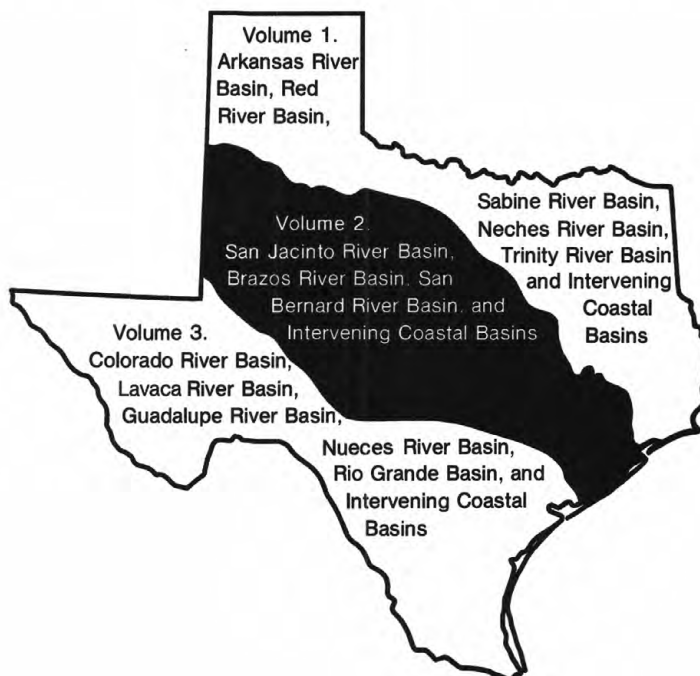 Volume 1.
Arkansas River
Basin, Red
River Basin,
Sabine River Basin,
Neches River Basin,
Trinity River Basin
and Intervening
Coastal
Basins
Volume 2.
San Jacinto River Basin,
Brazos River Basin. San
Bernard River Basin. and
Intervening Coastal Basins
Volume 3.
Colorado River Basin,
Lavaca River Basin,
Guadalupe River Basin,
Nueces River Basin,
Rio Grande Basin, and
Intervening Coastal
Basins